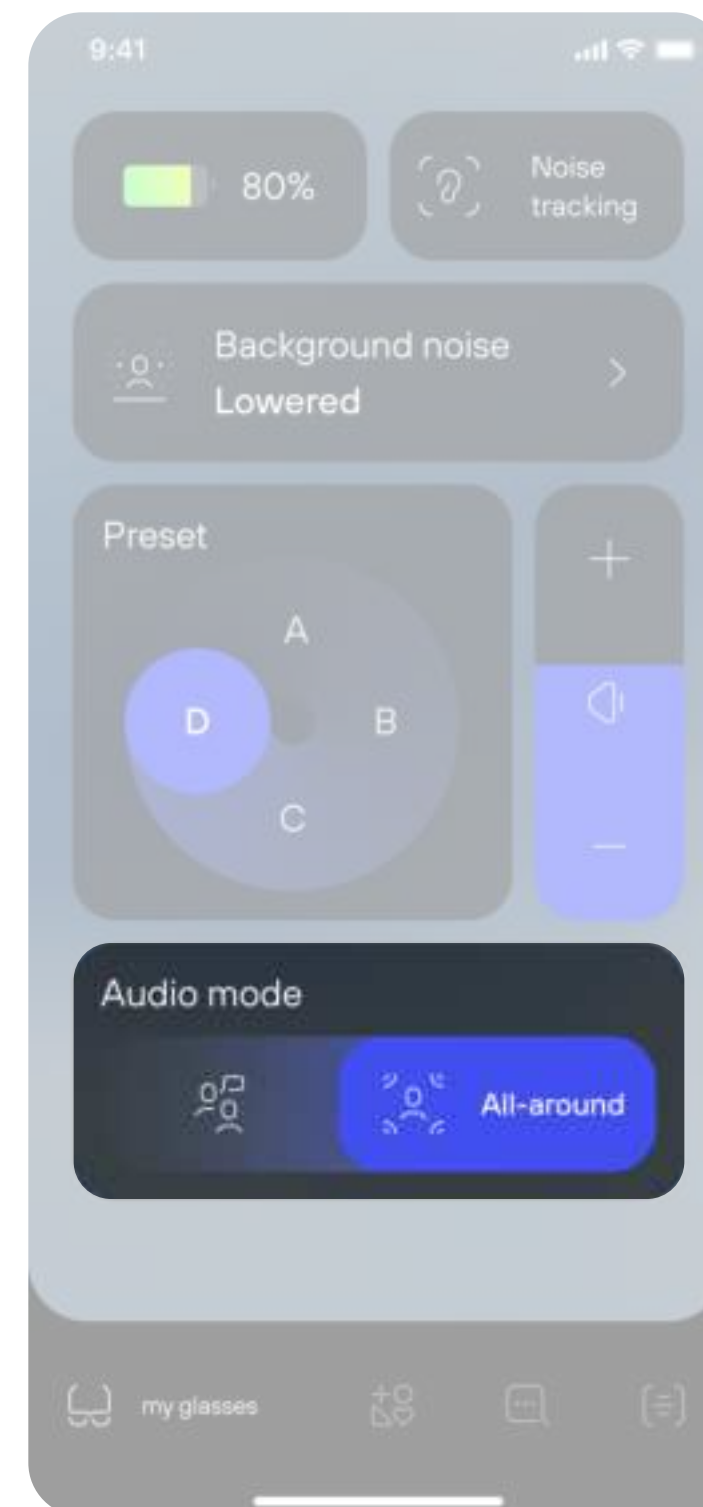 9:41
80%
Noise
tracking
Background noise
Lowered
Preset
A
D
B
C
Audio mode
All-around
my glasses